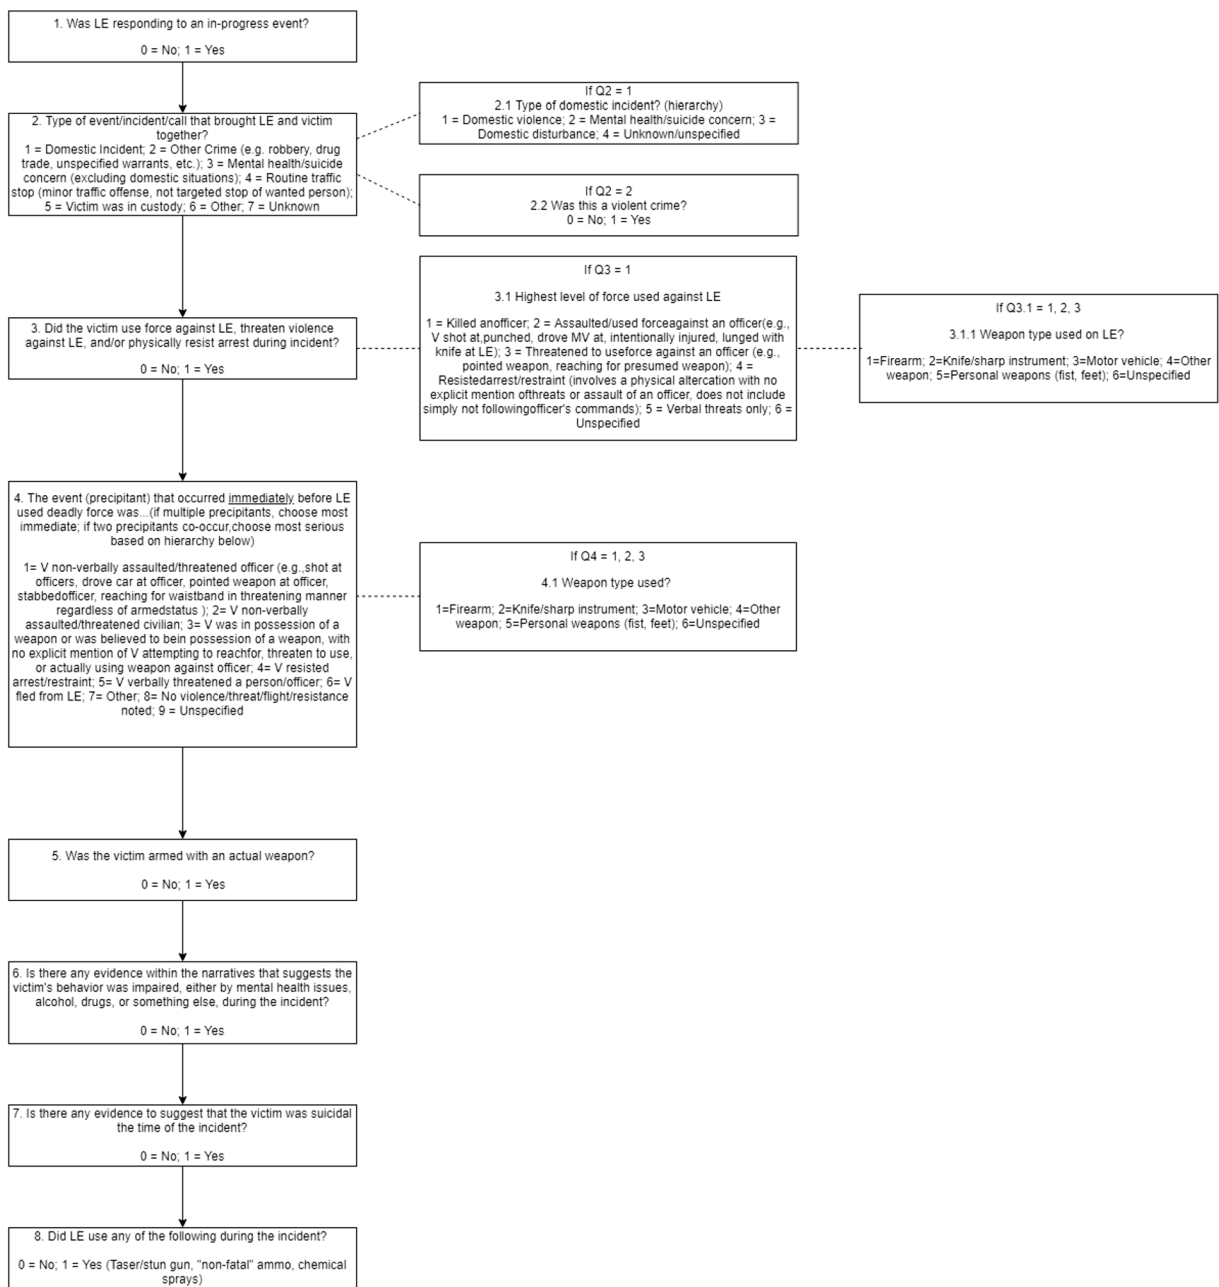 1. Was LE responding to an in-progress event?
0 = No; 1 = Yes
2. Type of event/incident/call that brought LE and victim
together?
1 = Domestic Incident; 2 = Other Crime (e.g. robbery, drug
trade, unspecified warrants, etc.); 3 = Mental health/suicide
concern (excluding domestic situations); 4 = Routine traffic
stop (minor traffic offense, not targeted stop of wanted person);
5 = Victim was in custody; 6 = Other; 7 = Unknown
If Q2 = 1
2.1 Type of domestic incident? (hierarchy)
1 = Domestic violence; 2 = Mental health/suicide concern; 3 =
Domestic disturbance; 4 = Unknown/unspecified
If Q2 = 2
2.2 Was this a violent crime?
0 = No; 1 = Yes
3. Did the victim use force against LE, threaten violence
against LE, and/or physically resist arrest during incident?
0 = No; 1 = Yes
If Q3 = 1
3.1 Highest level of force used against LE
1 = Killed anofficer; 2 = Assaulted/used forceagainst an officer(e.g.,
V shot at,punched, drove MV at, intentionally injured, lunged with
knife at LE); 3 = Threatened to useforce against an officer (e.g.,
pointed weapon, reaching for presumed weapon); 4 =
Resistedarrest/restraint (involves a physical altercation with no
explicit mention ofthreats or assault of an officer, does not include
simply not followingofficer's commands); 5 = Verbal threats only; 6 =
Unspecified
If Q3.1 = 1, 2, 3
3.1.1 Weapon type used on LE?
1=Firearm; 2=Knife/sharp instrument; 3=Motor vehicle; 4=Other
weapon; 5=Personal weapons (fist, feet); 6=Unspecified
4. The event (precipitant) that occurred immediately before LE
used deadly force was...(if multiple precipitants, choose most
immediate; if two precipitants co-occur,choose most serious
based on hierarchy below)
1= V non-verbally assaulted/threatened officer (e.g.,shot at
officers, drove car at officer, pointed weapon at officer,
stabbedofficer, reaching for waistband in threatening manner
regardless of armedstatus ); 2= V non-verbally
assaulted/threatened civilian; 3= V was in possession of a
weapon or was believed to bein possession of a weapon, with
no explicit mention of V attempting to reachfor, threaten to use,
or actually using weapon against officer; 4= V resisted
arrest/restraint; 5= V verbally threatened a person/officer; 6= V
fled from LE; 7= Other; 8= No violence/threat/flight/resistance
noted; 9 = Unspecified
If Q4 = 1, 2, 3
4.1 Weapon type used?
1=Firearm; 2=Knife/sharp instrument; 3=Motor vehicle; 4=Other
weapon; 5=Personal weapons (fist, feet); 6=Unspecified
5. Was the victim armed with an actual weapon?
0 = No; 1 = Yes
6. Is there any evidence within the narratives that suggests the
victim's behavior was impaired, either by mental health issues,
alcohol, drugs, or something else, during the incident?
0 = No; 1 = Yes
7. Is there any evidence to suggest that the victim was suicidal
the time of the incident?
0 = No; 1 = Yes
8. Did LE use any of the following during the incident?
0 = No; 1 = Yes (Taser/stun gun, "non-fatal" ammo, chemical
sprays)